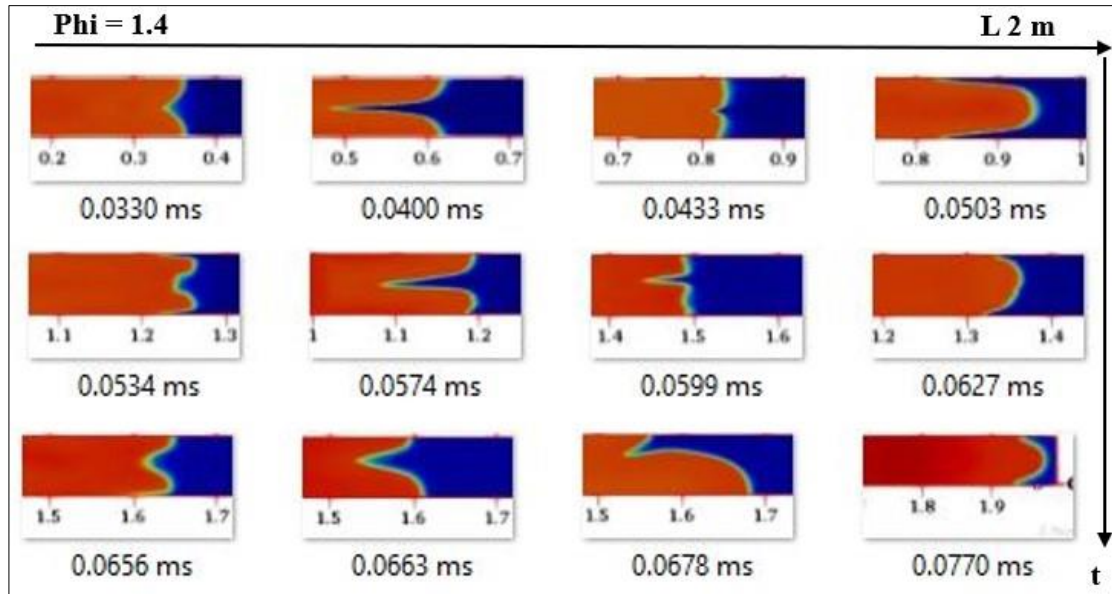 Phi = 1.4 L 2 m
0.2 0.3 0.4 0.5 0.6 0.7 0.7 0.8 0.9 0.8 0.9 1
0.0330 ms 0.0400 ms 0.0433 ms 0.0503 ms
1.1 1.2 1.3 1 1.1 1.2 1.4 1.5 1.6 1.2 1.3 1.4
0.0534 ms 0.0574 ms 0.0599 ms 0.0627 ms
1.5 1.6 1.7 1.5 1.6 1.7 1.5 1.6 1.7 1.8 1.9
0.0656 ms 0.0663 ms 0.0678 ms 0.0770 ms
t